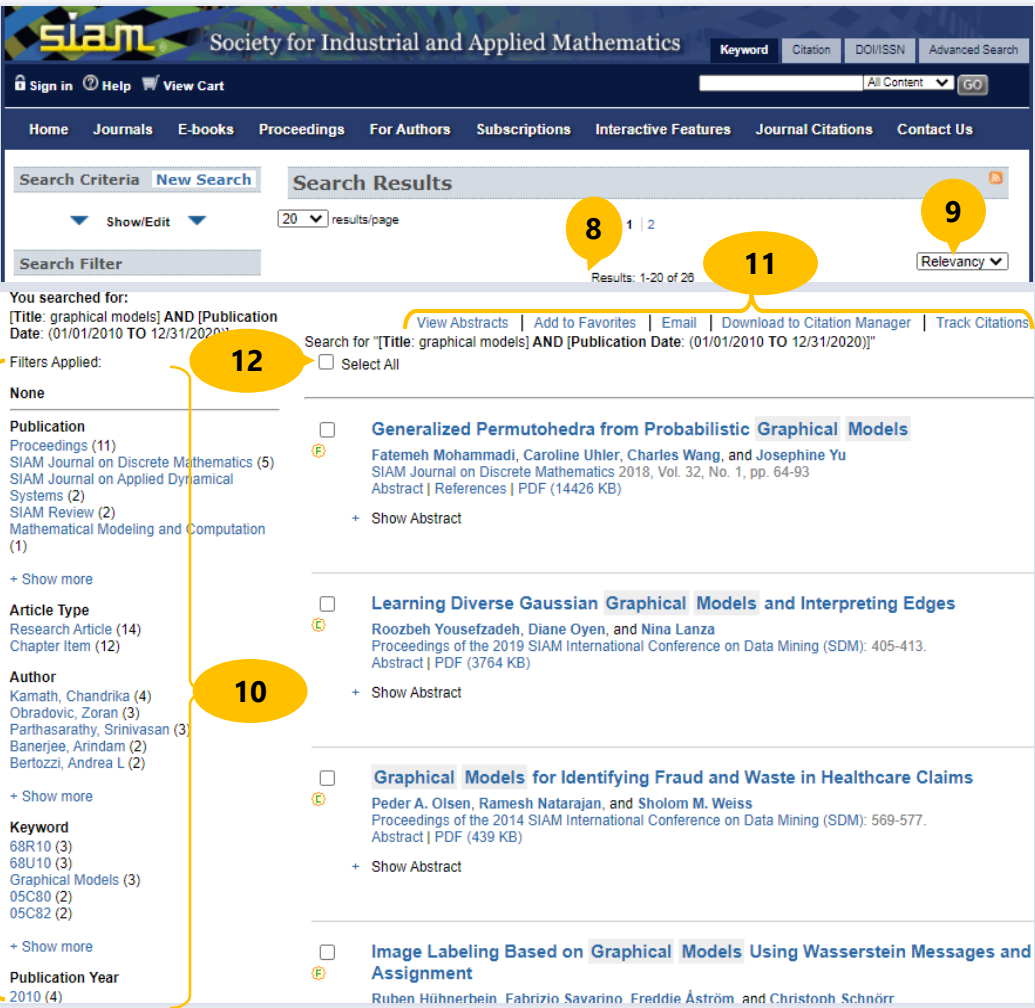 siam. Society for Industrial and Applied Mathematics
Keyword Citation DOI/ISSN Advanced Search
Sign in Help View Cart
All Content GO
Home Journals E-books Proceedings For Authors Subscriptions Interactive Features Journal Citations Contact Us
Search Criteria New Search
Show/Edit
Search Filter
Search Results
20 results/page
1 | 2
8
9
Relevancy
Results: 1-20 of 26
11
You searched for:
[Title: graphical models] AND [Publication
Date: (01/01/2010 TO 12/31/2020)]
Filters Applied:
None
Publication
Proceedings (11)
SIAM Journal on Discrete Mathematics (5)
SIAM Journal on Applied Dynamical
Systems (2)
SIAM Review (2)
Mathematical Modeling and Computation
(1)
+ Show more
Article Type
Research Article (14)
Chapter Item (12)
Author
Kamath, Chandrika (4)
Obradovic, Zoran (3)
Parthasarathy, Srinivasan (3)
Banerjee, Arindam (2)
Bertozzi, Andrea L (2)
+ Show more
Keyword
68R10 (3)
68U10 (3)
Graphical Models (3)
05C80 (2)
05C82 (2)
+ Show more
Publication Year
2010 (4)
10
12
View Abstracts | Add to Favorites | Email | Download to Citation Manager | Track Citations
Search for "[Title: graphical models] AND [Publication Date: (01/01/2010 TO 12/31/2020)]"
Select All
Generalized Permutohedra from Probabilistic Graphical Models
F
Fatemeh Mohammadi, Caroline Uhler, Charles Wang, and Josephine Yu
SIAM Journal on Discrete Mathematics 2018, Vol. 32, No. 1, pp. 64-93
Abstract | References | PDF (14426 KB)
+ Show Abstract
Learning Diverse Gaussian Graphical Models and Interpreting Edges
C
Roozbeh Yousefzadeh, Diane Oyen, and Nina Lanza
Proceedings of the 2019 SIAM International Conference on Data Mining (SDM): 405-413.
Abstract | PDF (3764 KB)
+ Show Abstract
Graphical Models for Identifying Fraud and Waste in Healthcare Claims
C
Peder A. Olsen, Ramesh Natarajan, and Sholom M. Weiss
Proceedings of the 2014 SIAM International Conference on Data Mining (SDM): 569-577.
Abstract | PDF (439 KB)
+ Show Abstract
Image Labeling Based on Graphical Models Using Wasserstein Messages and
F
Assignment
Ruben Hühnerbein, Fabrizio Savarino, Freddie Åström, and Christoph Schnörr